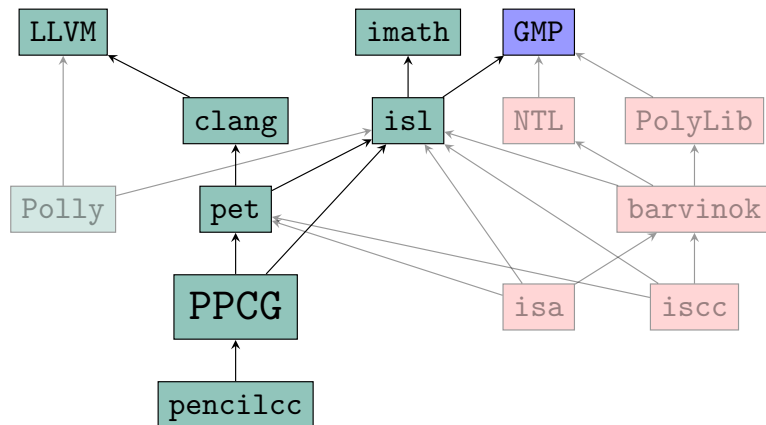 LLVM
imath
GMP
clang
isl
NTL
PolyLib
Polly
pet
barvinok
PPCG
isa
iscc
pencilcc